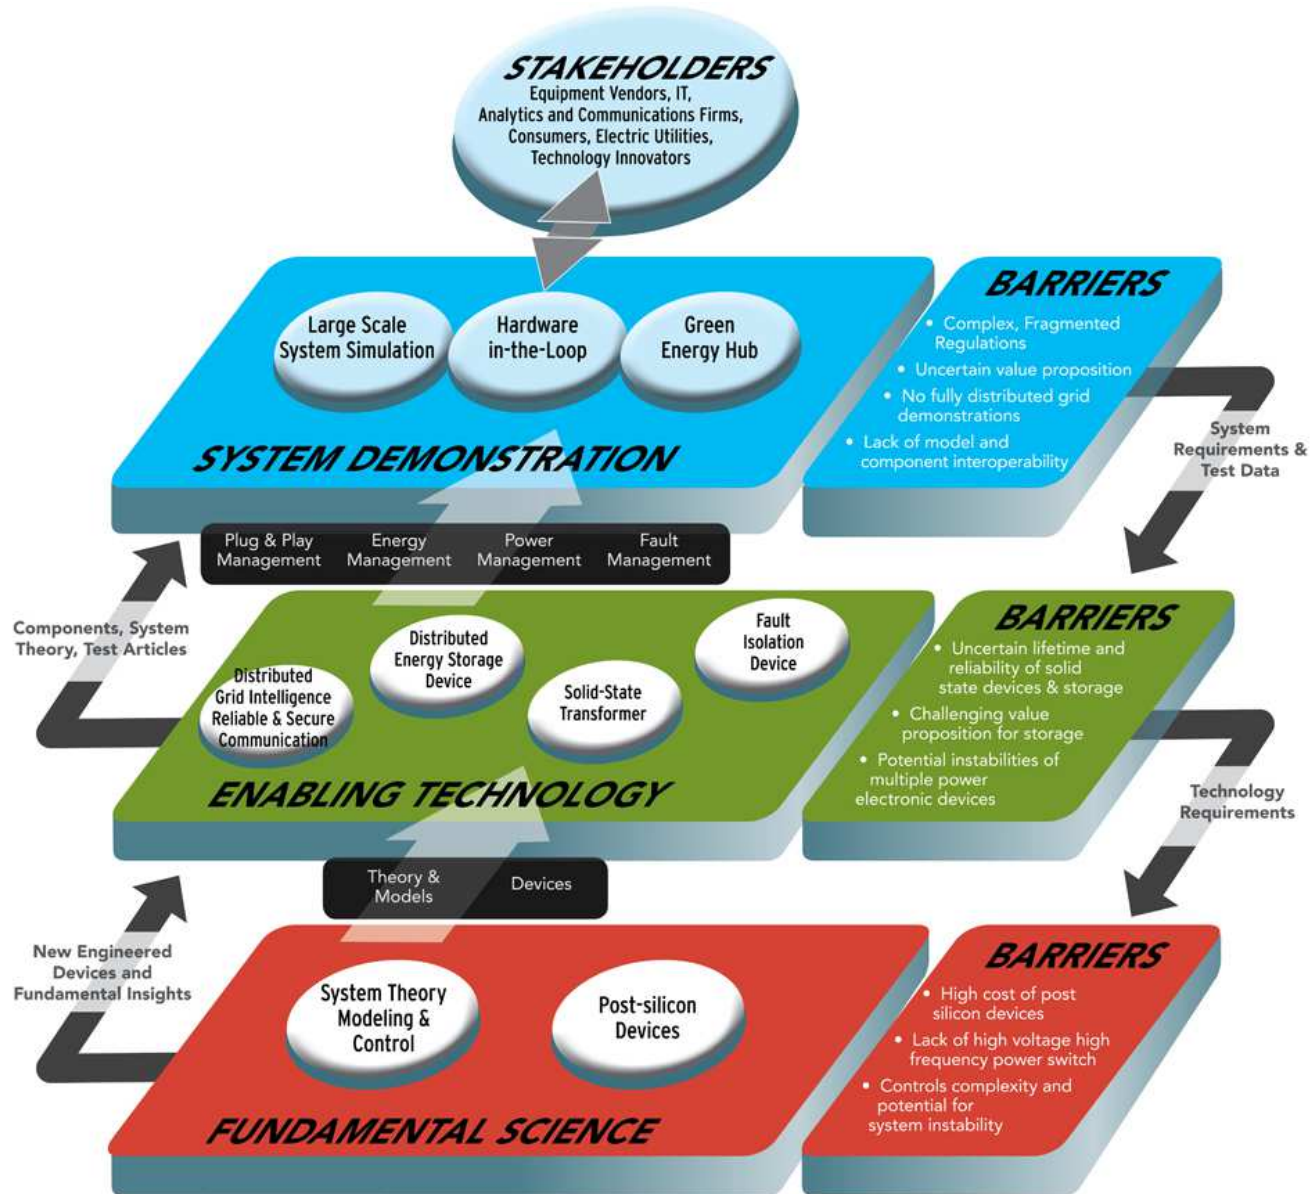 STAKEHOLDERS
Equipment Vendors, IT,
Analytics and Communications Firms,
Consumers, Electric Utilities,
Technology Innovators
Large Scale
System Simulation
Hardware
in-the-Loop
Green
Energy Hub
SYSTEM DEMONSTRATION
BARRIERS
• Complex, Fragmented
Regulations
• Uncertain value proposition
• No fully distributed grid
demonstrations
• Lack of model and
component interoperability
System
Requirements &
Test Data
Plug & Play
Management
Energy
Management
Power
Management
Fault
Management
Components, System
Theory, Test Articles
Distributed
Grid Intelligence
Reliable & Secure
Communication
Distributed
Energy Storage
Device
Solid-State
Transformer
Fault
Isolation
Device
ENABLING TECHNOLOGY
BARRIERS
• Uncertain lifetime and
reliability of solid
state devices & storage
• Challenging value
proposition for storage
• Potential instabilities of
multiple power
electronic devices
Technology
Requirements
Theory &
Models
Devices
New Engineered
Devices and
Fundamental Insights
System Theory
Modeling &
Control
Post-silicon
Devices
FUNDAMENTAL SCIENCE
BARRIERS
• High cost of post
silicon devices
• Lack of high voltage high
frequency power switch
• Controls complexity and
potential for
system instability